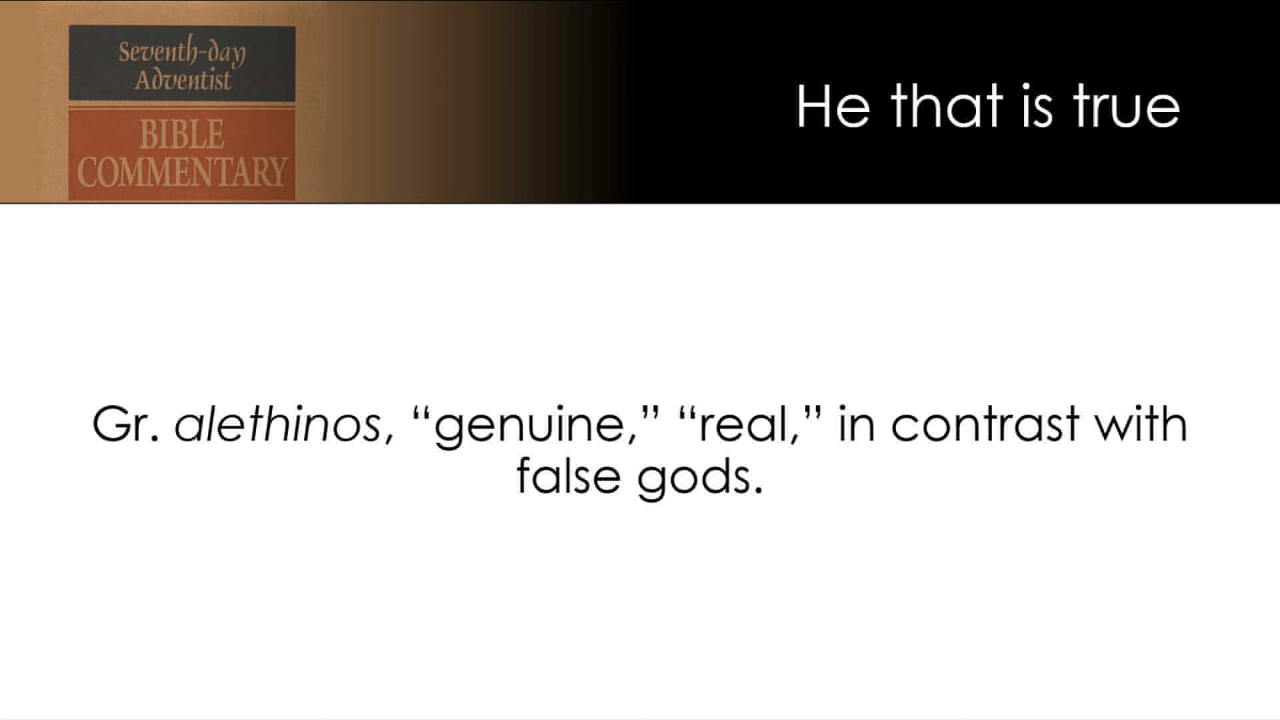 Seventh-day
Adventist
BIBLE
COMMENTARY
He that is true
Gr. alethinos, “genuine,” “real,” in contrast with
false gods.